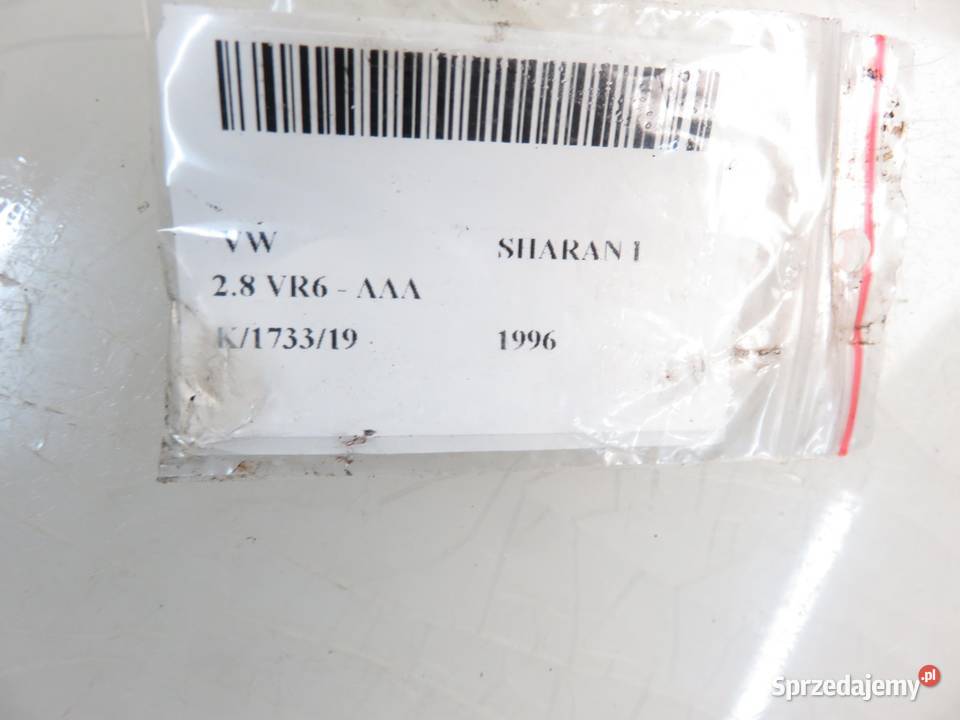 VW SHARAN I
2.8 VR6 - AAA
K/1733/19 1996
Sprzedajemy.pl